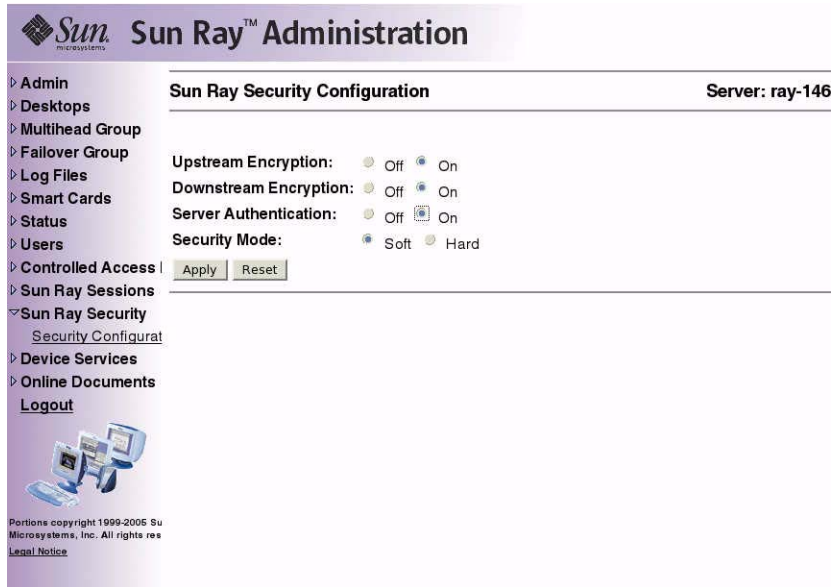 Sun microsystems Sun Ray™ Administration
Admin
Desktops
Multihead Group
Failover Group
Log Files
Smart Cards
Status
Users
Controlled Access
Sun Ray Sessions
Sun Ray Security
Security Configurat
Device Services
Online Documents
Logout
Portions copyright 1999-2005 Su
Microsystems, Inc. All rights res
Legal Notice
Sun Ray Security Configuration Server: ray-146
Upstream Encryption: Off On
Downstream Encryption: Off On
Server Authentication: Off On
Security Mode: Soft Hard
Apply Reset